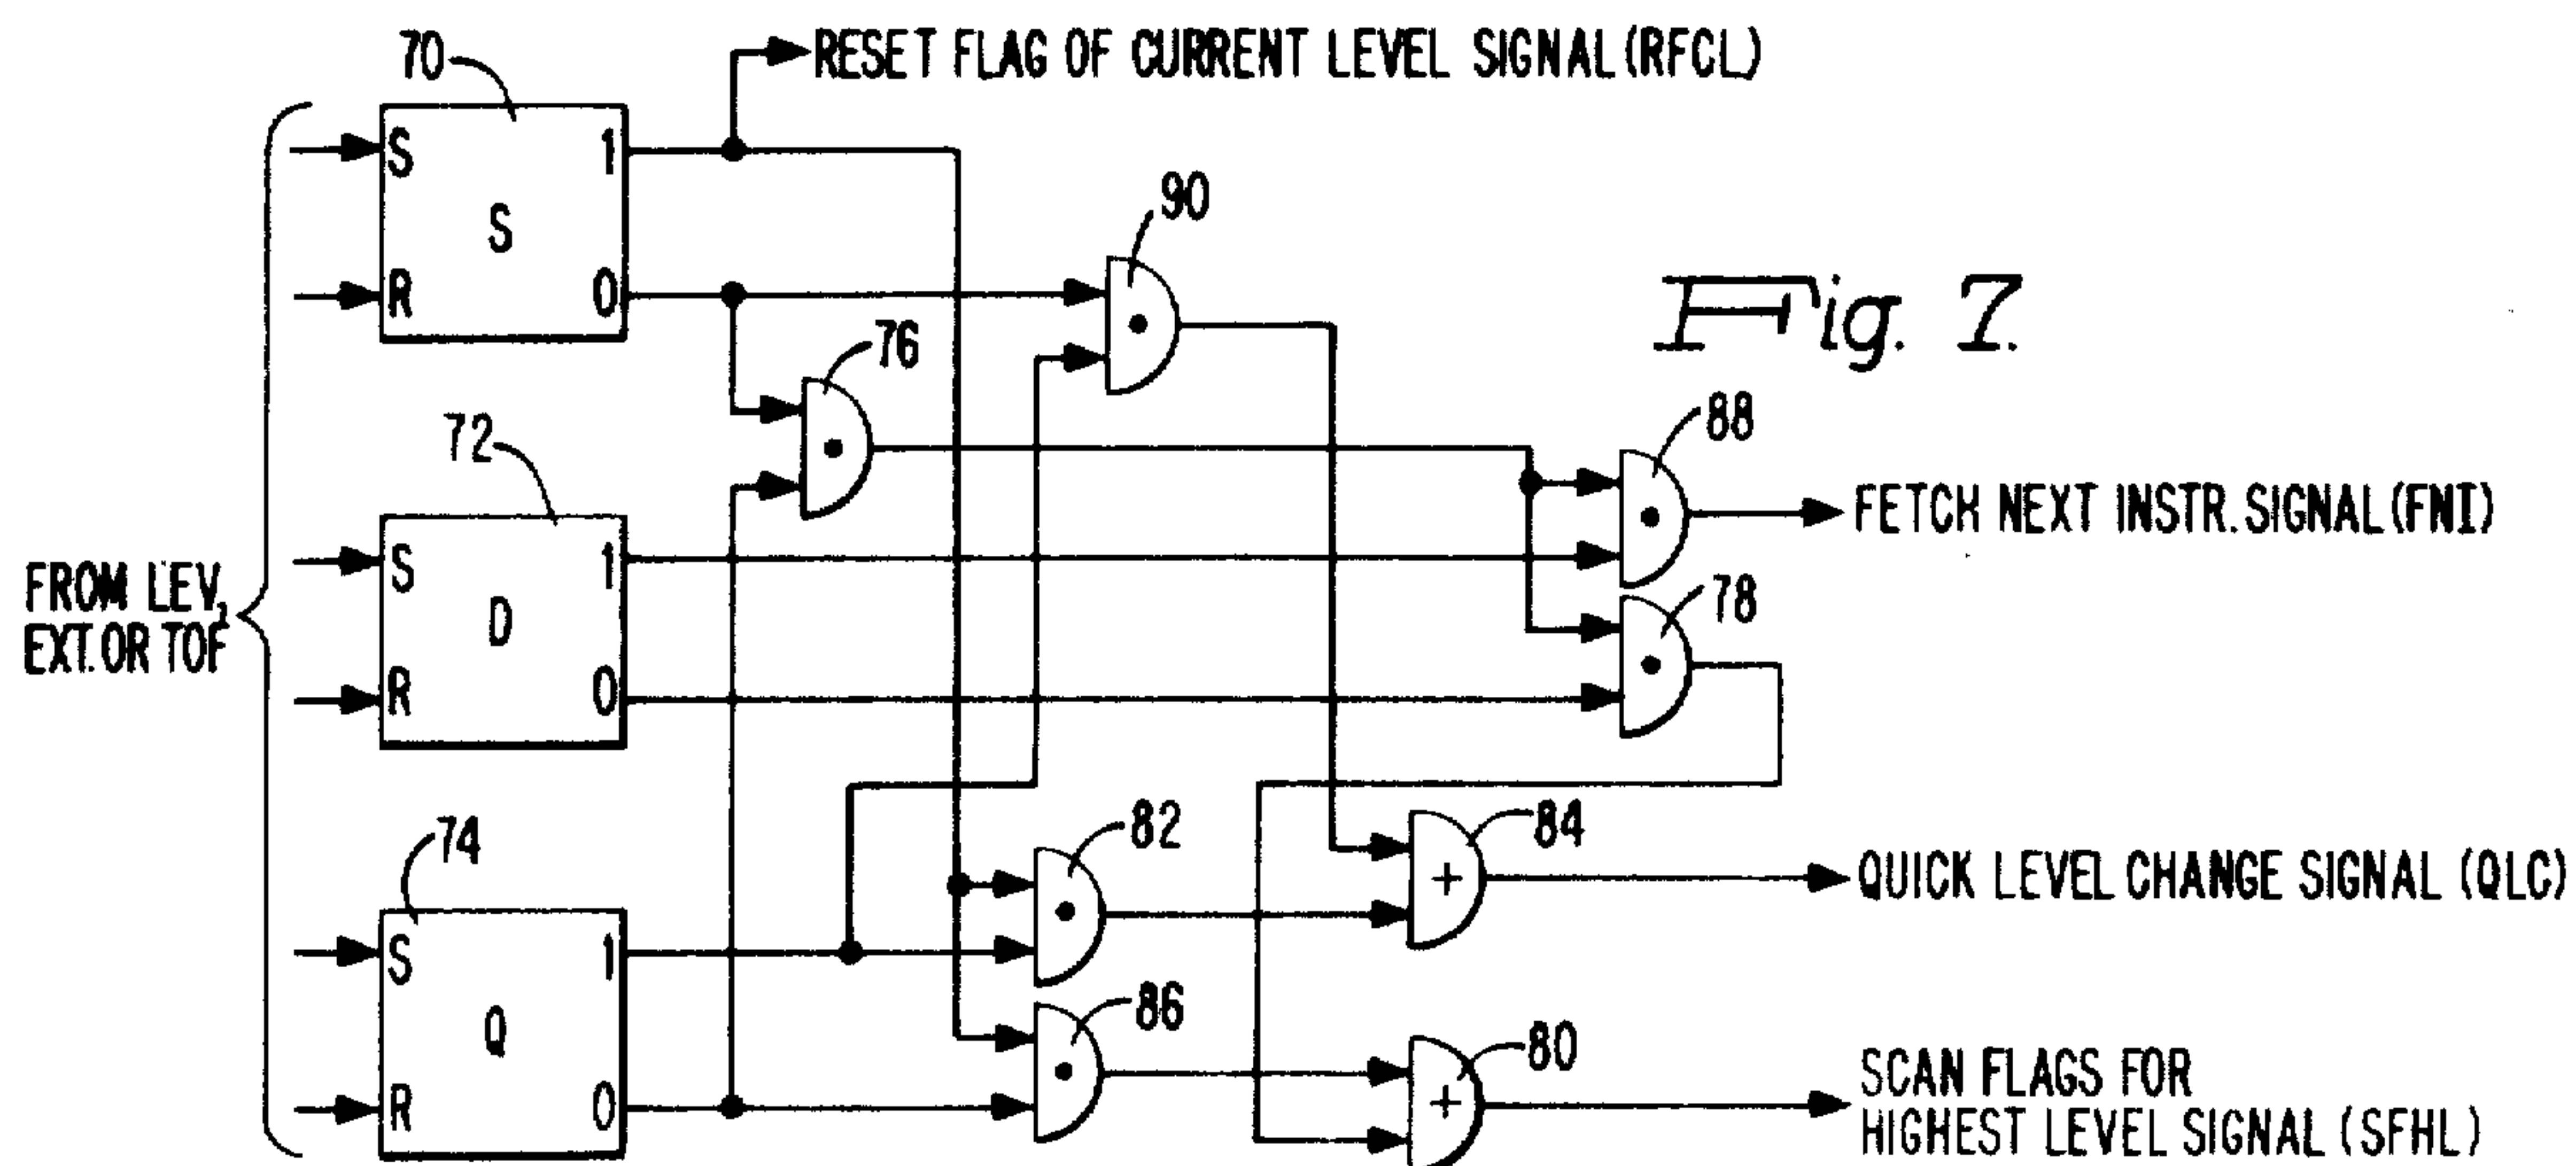 70
RESET FLAG OF CURRENT LEVEL SIGNAL (RFCL)
S 1
S
R 0
90
Fig. 7.
76
88
72
FETCH NEXT INSTR. SIGNAL (FNI)
S 1
D
R 0
78
FROM LEV,
EXT. OR TOF
74
82
84
+
QUICK LEVEL CHANGE SIGNAL (QLC)
S 1
Q
R 0
86
80
+
SCAN FLAGS FOR
HIGHEST LEVEL SIGNAL (SFHL)